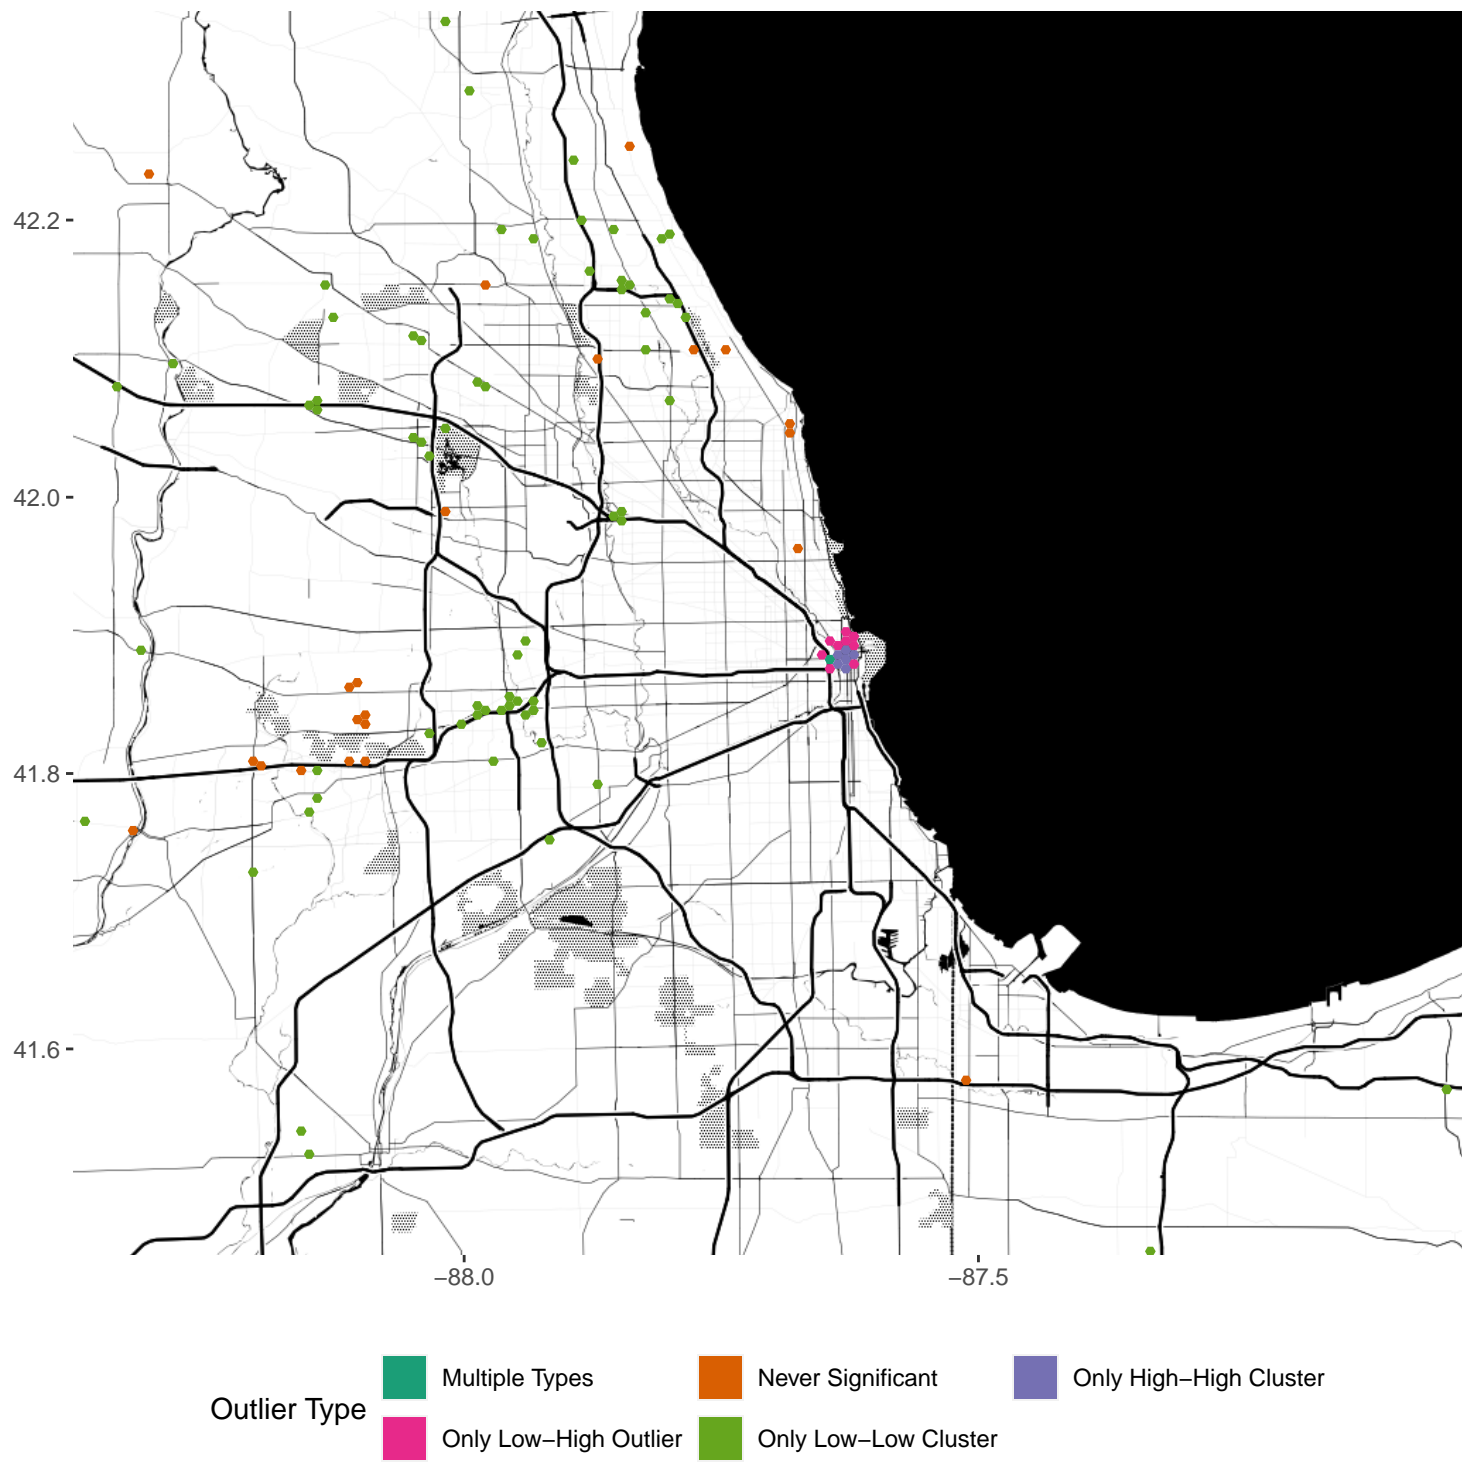 42.2
42.0
41.8
41.6
−88.0 −87.5
Outlier Type
Multiple Types Never Significant Only High−High Cluster
Only Low−High Outlier Only Low−Low Cluster